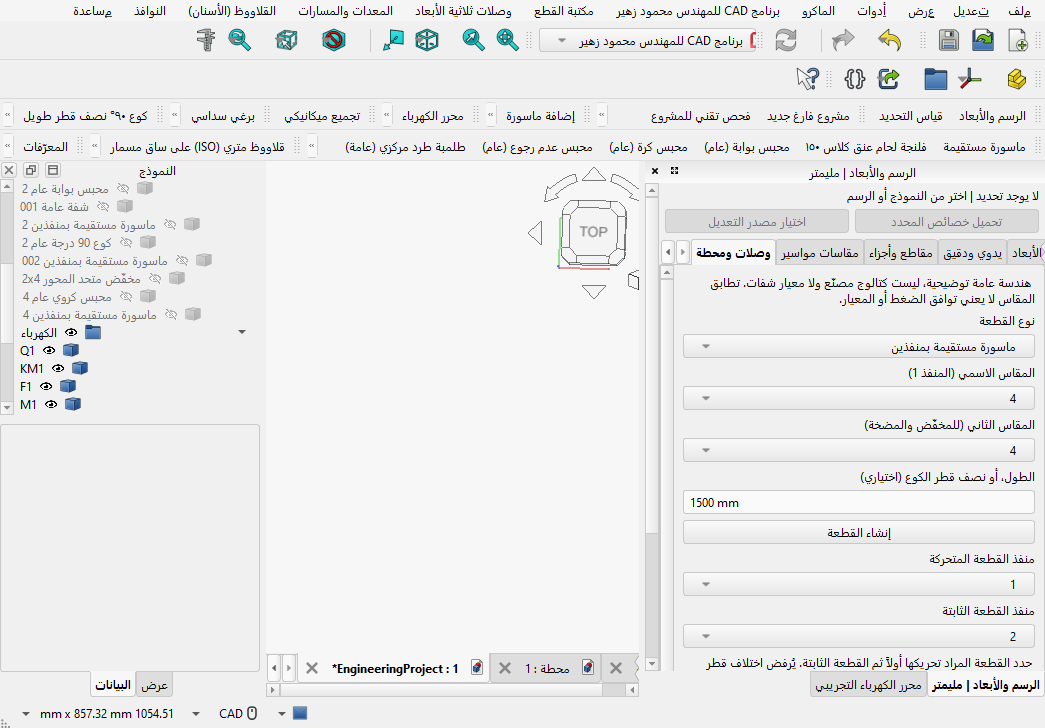 ملف تعديل عرض أدوات الماكرو برنامج CAD للمهندس محمود زهير مكتبة القطع وصلات ثلاثية الأبعاد المعدات والمسارات القلاووظ (الأسنان) النوافذ مساعدة
برنامج CAD للمهندس محمود زهير
الرسم والأبعاد قياس التحديد مشروع فارغ جديد فحص تقني للمشروع « إضافة ماسورة « محرر الكهرباء « تجميع ميكانيكي برغي سداسي « كوع ٩٠° نصف قطر طويل «
ماسورة مستقيمة فلنجة لحام عنق كلاس ١٥٠ محبس بوابة (عام) محبس كرة (عام) محبس عدم رجوع (عام) طلمبة طرد مركزي (عامة) « قلاووظ متري (ISO) على ساق مسمار « المعرّفات «
الرسم والأبعاد | مليمتر
لا يوجد تحديد | اختر من النموذج أو الرسم
تحميل خصائص المحدد
اختيار مصدر التعديل
الأبعاد يدوي ودقيق مقاطع وأجزاء مقاسات مواسير وصلات ومحطة
هندسة عامة توضيحية، ليست كتالوج مصنّع ولا معيار شفات. تطابق
المقاس لا يعني توافق الضغط أو المعيار.
نوع القطعة
ماسورة مستقيمة بمنفذين
المقاس الاسمي (المنفذ 1)
4
المقاس الثاني (للمخفّض والمضخة)
4
الطول، أو نصف قطر الكوع (اختياري)
1500 mm
إنشاء القطعة
منفذ القطعة المتحركة
1
منفذ القطعة الثابتة
2
حدد القطعة المراد تحريكها أولاً ثم القطعة الثابتة. يُرفض اختلاف قطر
الرسم والأبعاد | مليمتر محرر الكهرباء التجريبي
TOP
محطة : 1
EngineeringProject : 1*
النموذج
محبس بوابة عام 2
شفة عامة 001
ماسورة مستقيمة بمنفذين 2
كوع 90 درجة عام 2
ماسورة مستقيمة بمنفذين 002
مخفّض متحد المحور 4x2
محبس كروي عام 4
ماسورة مستقيمة بمنفذين 4
الكهرباء
Q1
KM1
F1
M1
عرض البيانات
CAD
1054.51 mm x 857.32 mm